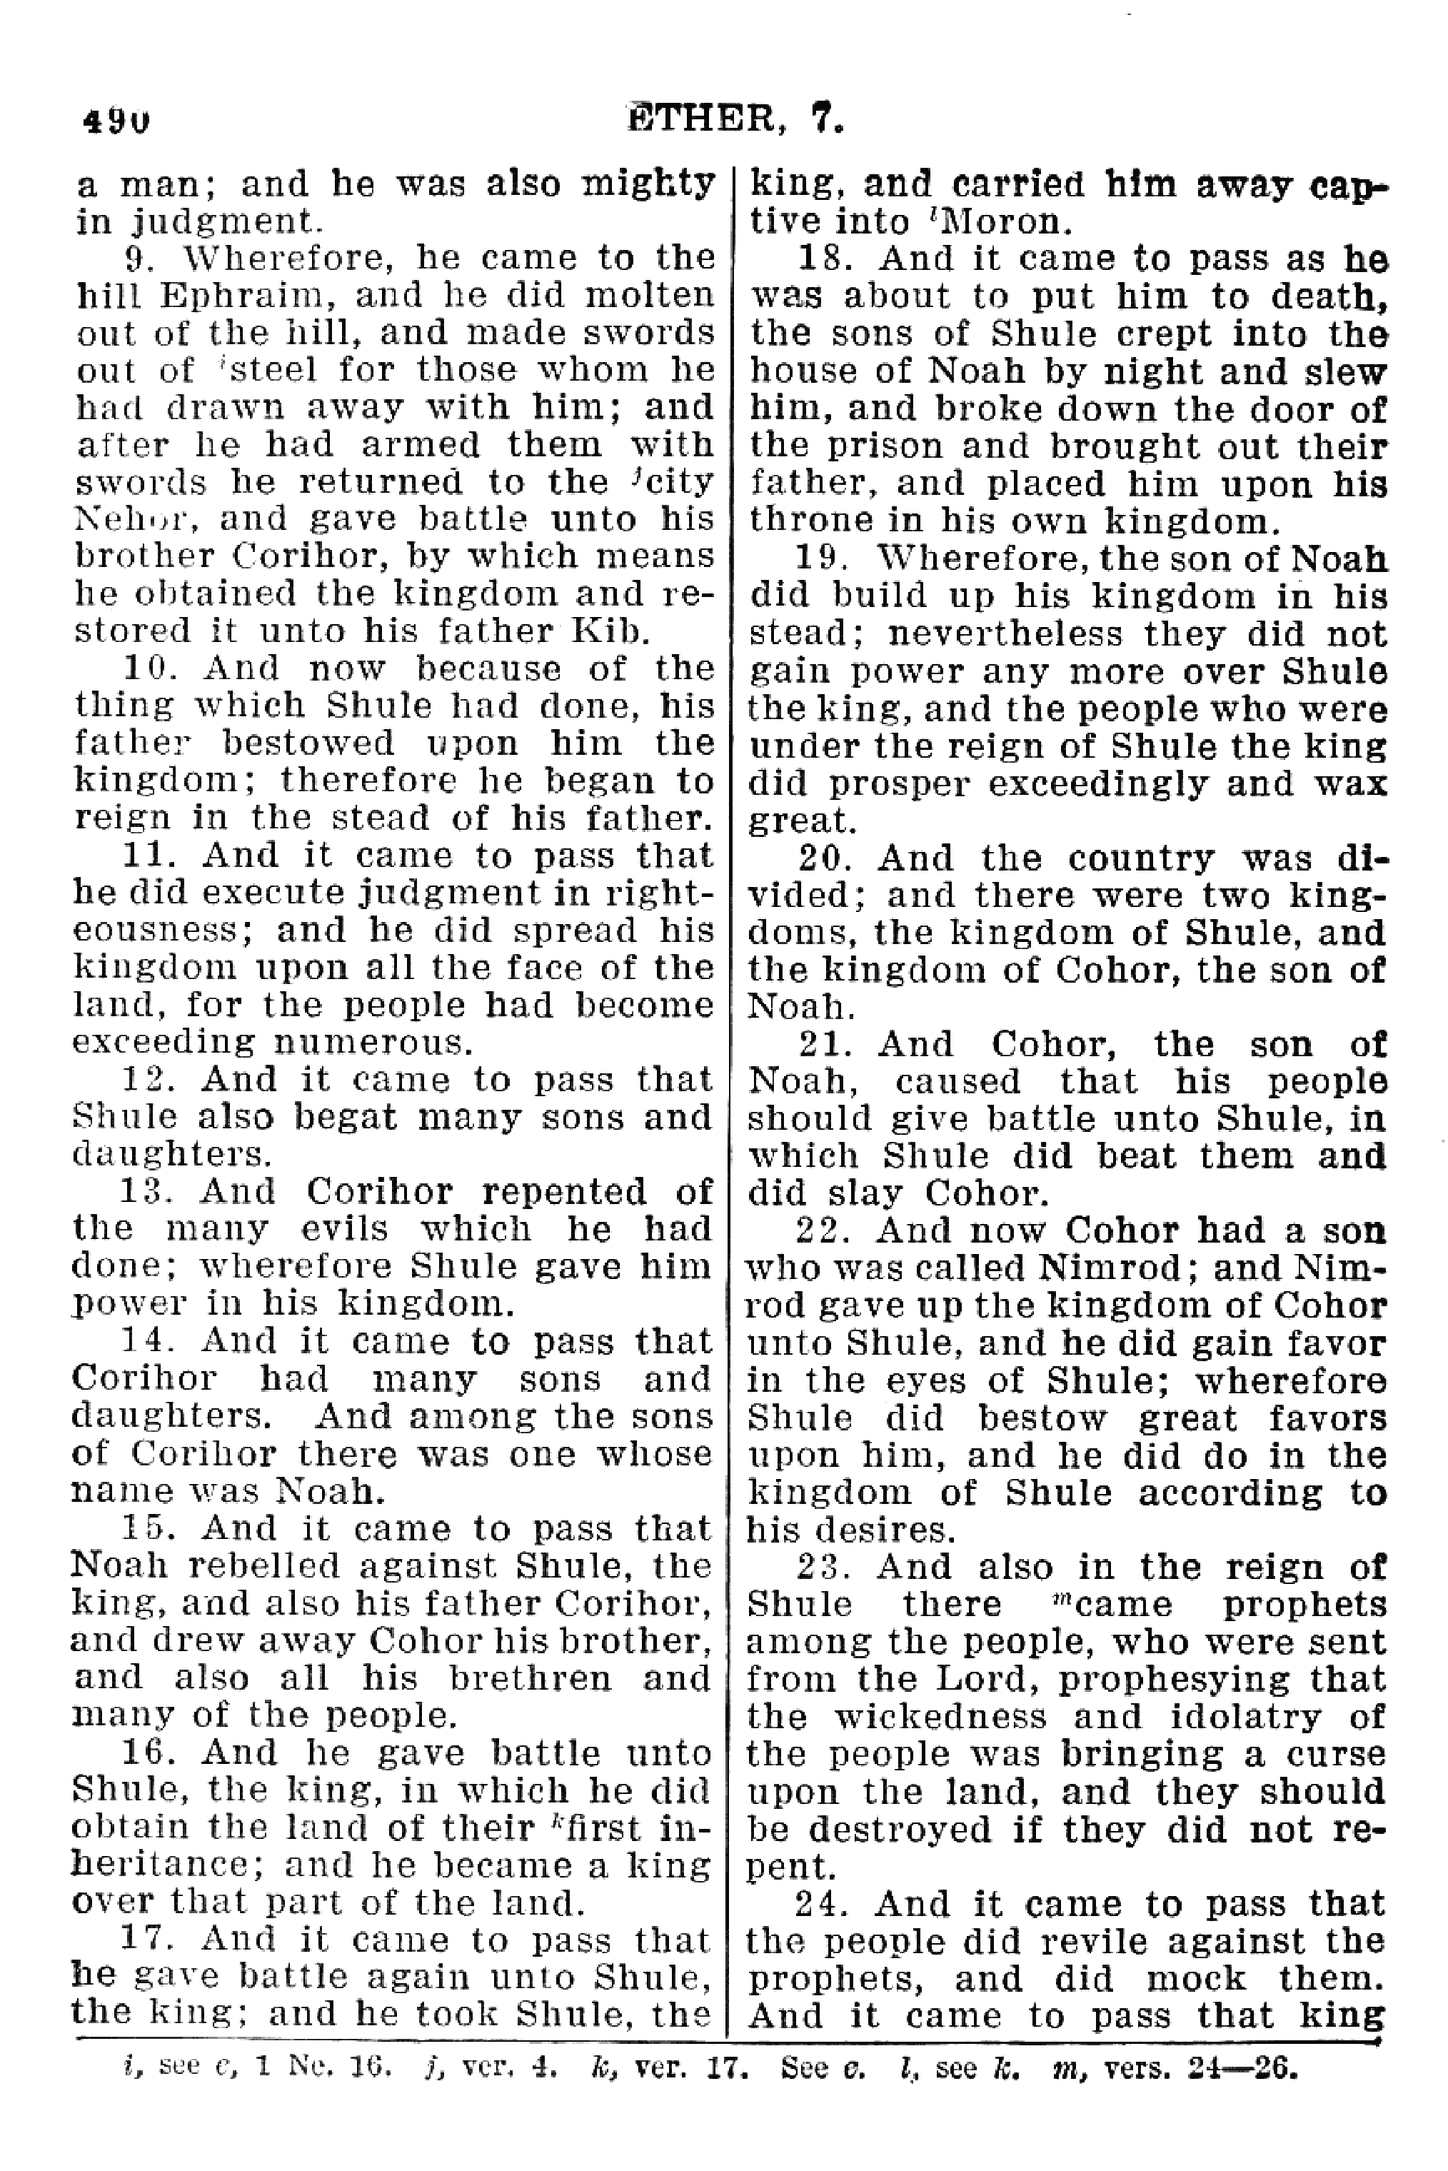 490
ETHER, 7.
a man; and he was also mighty
in judgment.
9. Wherefore, he came to the
hill Ephraim, and he did molten
out of the hill, and made swords
out of ⁱsteel for those whom he
had drawn away with him; and
after he had armed them with
swords he returned to the ʲcity
Nehor, and gave battle unto his
brother Corihor, by which means
he obtained the kingdom and re-
stored it unto his father Kib.
10. And now because of the
thing which Shule had done, his
father bestowed upon him the
kingdom; therefore he began to
reign in the stead of his father.
11. And it came to pass that
he did execute judgment in right-
eousness; and he did spread his
kingdom upon all the face of the
land, for the people had become
exceeding numerous.
12. And it came to pass that
Shule also begat many sons and
daughters.
13. And Corihor repented of
the many evils which he had
done; wherefore Shule gave him
power in his kingdom.
14. And it came to pass that
Corihor had many sons and
daughters. And among the sons
of Corihor there was one whose
name was Noah.
15. And it came to pass that
Noah rebelled against Shule, the
king, and also his father Corihor,
and drew away Cohor his brother,
and also all his brethren and
many of the people.
16. And he gave battle unto
Shule, the king, in which he did
obtain the land of their ᵏfirst in-
heritance; and he became a king
over that part of the land.
17. And it came to pass that
he gave battle again unto Shule,
the king; and he took Shule, the
king, and carried him away cap-
tive into ˡMoron.
18. And it came to pass as he
was about to put him to death,
the sons of Shule crept into the
house of Noah by night and slew
him, and broke down the door of
the prison and brought out their
father, and placed him upon his
throne in his own kingdom.
19. Wherefore, the son of Noah
did build up his kingdom in his
stead; nevertheless they did not
gain power any more over Shule
the king, and the people who were
under the reign of Shule the king
did prosper exceedingly and wax
great.
20. And the country was di-
vided; and there were two king-
doms, the kingdom of Shule, and
the kingdom of Cohor, the son of
Noah.
21. And Cohor, the son of
Noah, caused that his people
should give battle unto Shule, in
which Shule did beat them and
did slay Cohor.
22. And now Cohor had a son
who was called Nimrod; and Nim-
rod gave up the kingdom of Cohor
unto Shule, and he did gain favor
in the eyes of Shule; wherefore
Shule did bestow great favors
upon him, and he did do in the
kingdom of Shule according to
his desires.
23. And also in the reign of
Shule there ᵐcame prophets
among the people, who were sent
from the Lord, prophesying that
the wickedness and idolatry of
the people was bringing a curse
upon the land, and they should
be destroyed if they did not re-
pent.
24. And it came to pass that
the people did revile against the
prophets, and did mock them.
And it came to pass that king
i, see c, 1 Ne. 16. j, ver. 4. k, ver. 17. See e. l, see k. m, vers. 24—26.